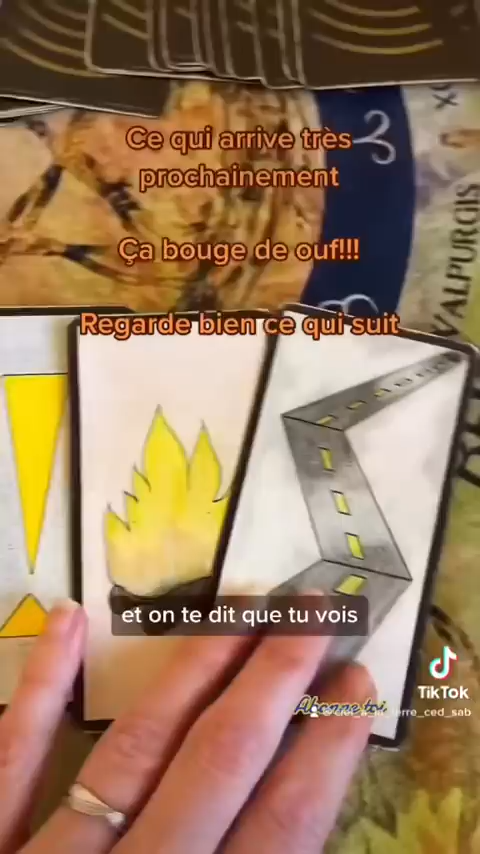 Ce qui arrive très
prochainement
Ça bouge de ouf!!!
Regarde bien ce qui suit
VALPURGIS
et on te dit que tu vois
TikTok
Abonne toi